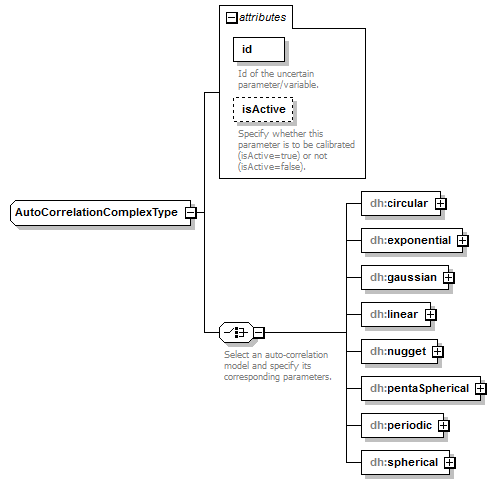 attributes
id
Id of the uncertain
parameter/variable.
isActive
Specify whether this
parameter is to be calibrated
(isActive=true) or not
(isActive=false).
AutoCorrelationComplexType
Select an auto-correlation
model and specify its
corresponding parameters.
dh:circular
dh:exponential
dh:gaussian
dh:linear
dh:nugget
dh:pentaSpherical
dh:periodic
dh:spherical